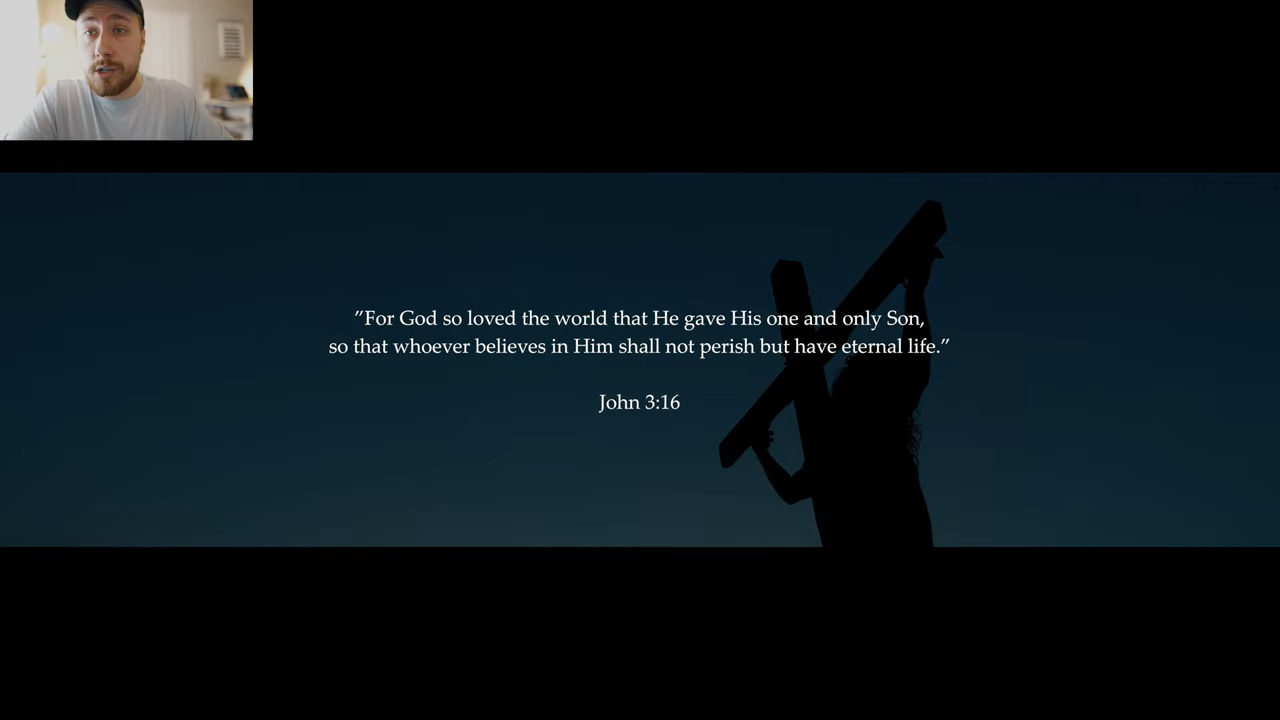 ”For God so loved the world that He gave His one and only Son,
so that whoever believes in Him shall not perish but have eternal life.”
John 3:16